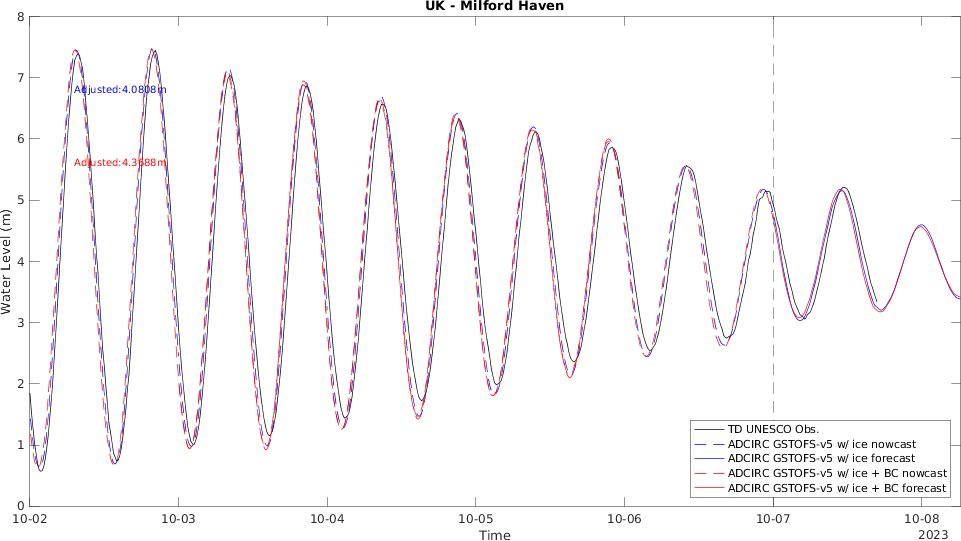 UK - Milford Haven
8
7
6
5
4
3
2
1
0
Water Level (m)
Adjusted:4.0808m
Adjusted:4.3688m
TD UNESCO Obs.
ADCIRC GSTOFS-v5 w/ ice nowcast
ADCIRC GSTOFS-v5 w/ ice forecast
ADCIRC GSTOFS-v5 w/ ice + BC nowcast
ADCIRC GSTOFS-v5 w/ ice + BC forecast
10-02 10-03 10-04 10-05 10-06 10-07 10-08
Time
2023